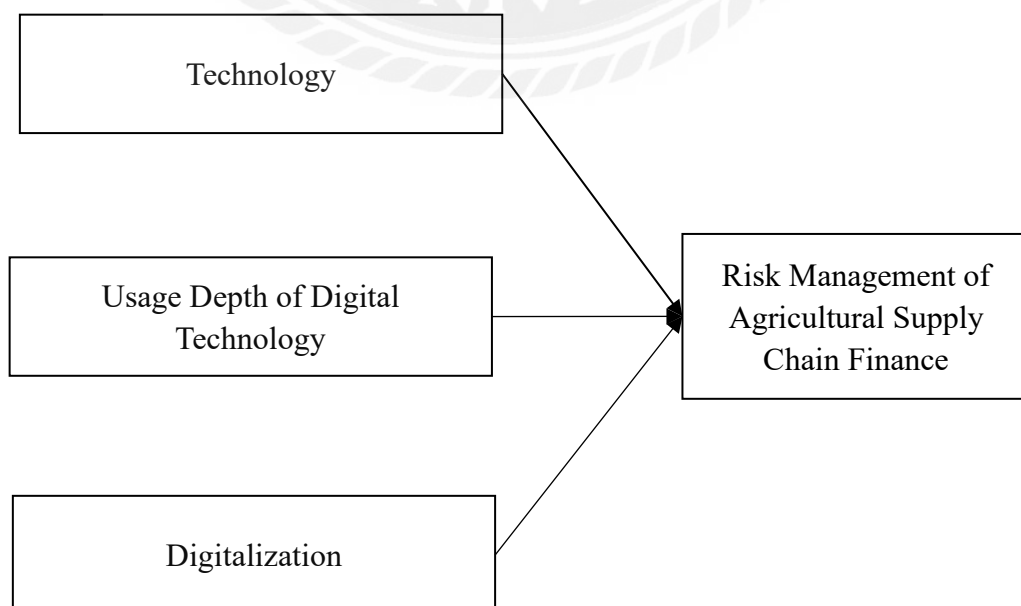 Technology
Usage Depth of Digital
Technology
Risk Management of
Agricultural Supply
Chain Finance
Digitalization